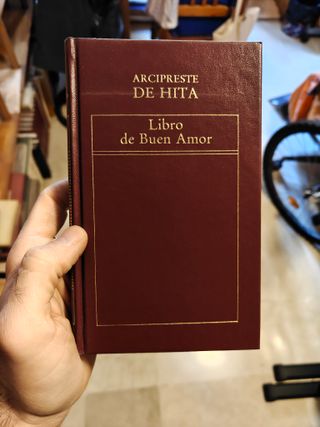 ARCIPRESTE
DE HITA
Libro
de Buen Amor